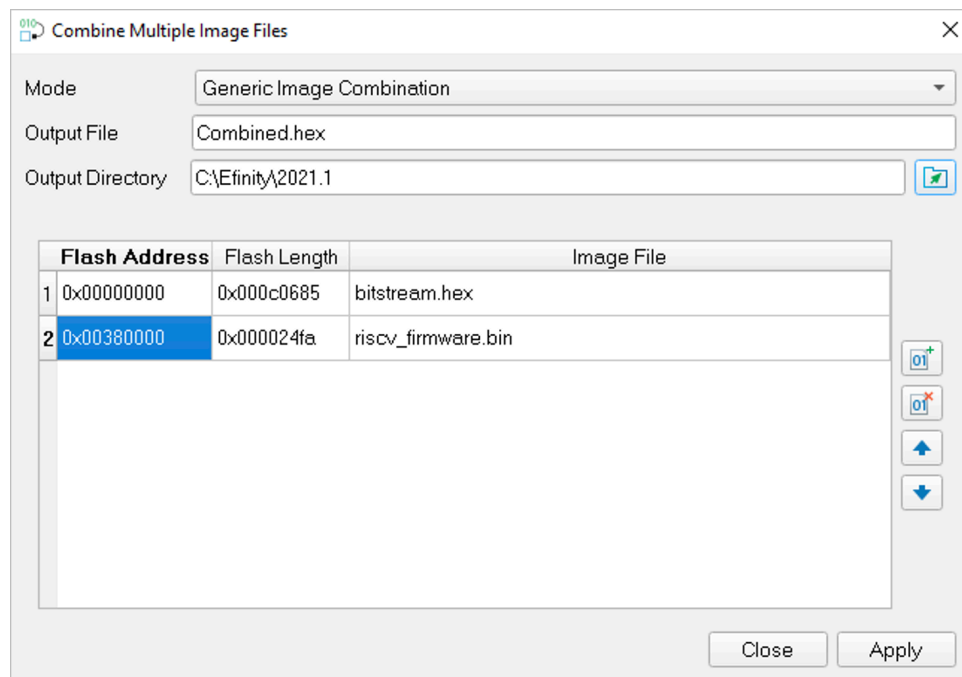 Combine Multiple Image Files
Mode Generic Image Combination
Output File Combined.hex
Output Directory C:\Efinity\2021.1
Flash Address Flash Length Image File
1 0x00000000 0x000c0685 bitstream.hex
2 0x00380000 0x000024fa riscv_firmware.bin
Close Apply